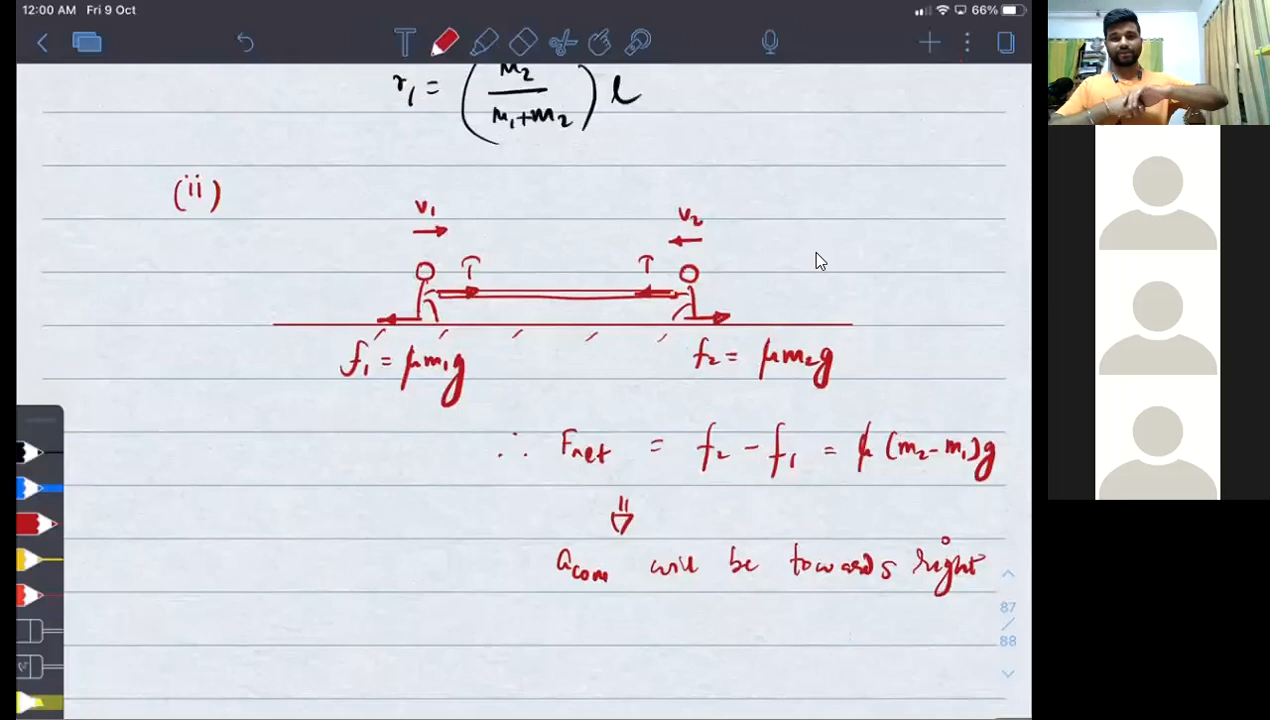 12:00 AM Fri 9 Oct 66%
r₁ = (m₂ / m₁+m₂) l
(ii)
v₁ v₂
T T
f₁ = μm₁g f₂ = μm₂g
∴ Fnet = f₂ - f₁ = μ (m₂-m₁)g
⇓
acom will be towards right
87
/
88